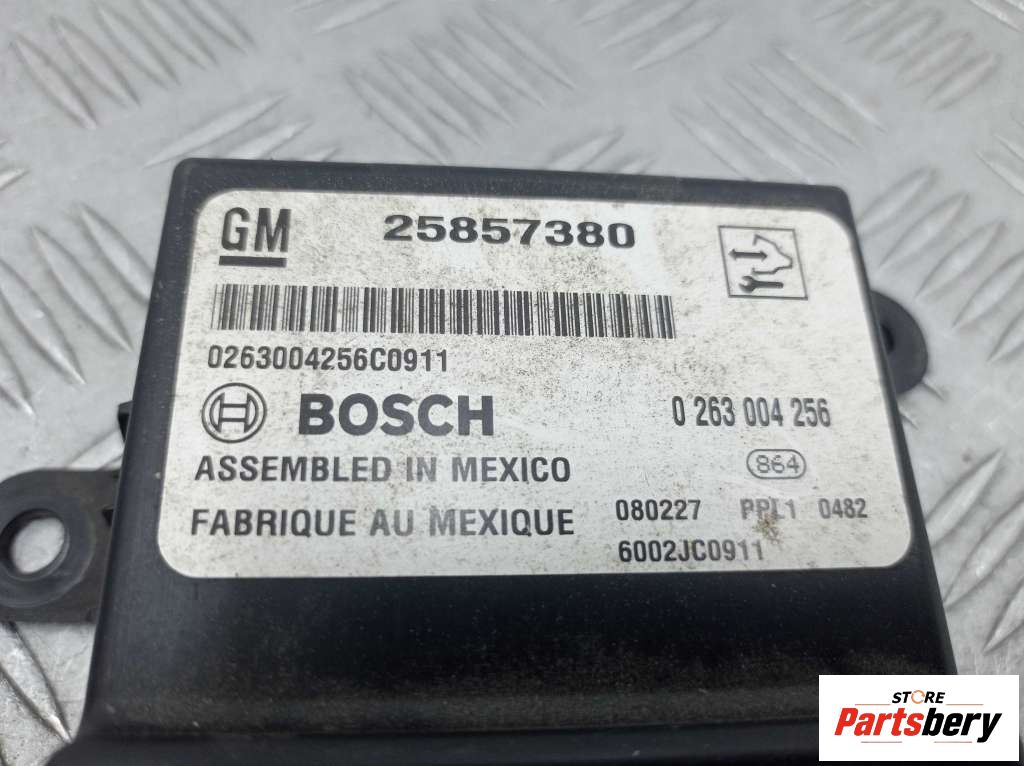 GM 25857380
0263004256C0911
BOSCH 0 263 004 256
ASSEMBLED IN MEXICO 864
FABRIQUE AU MEXIQUE 080227 PPL1 0482
6002JC0911
STORE
Partsbery